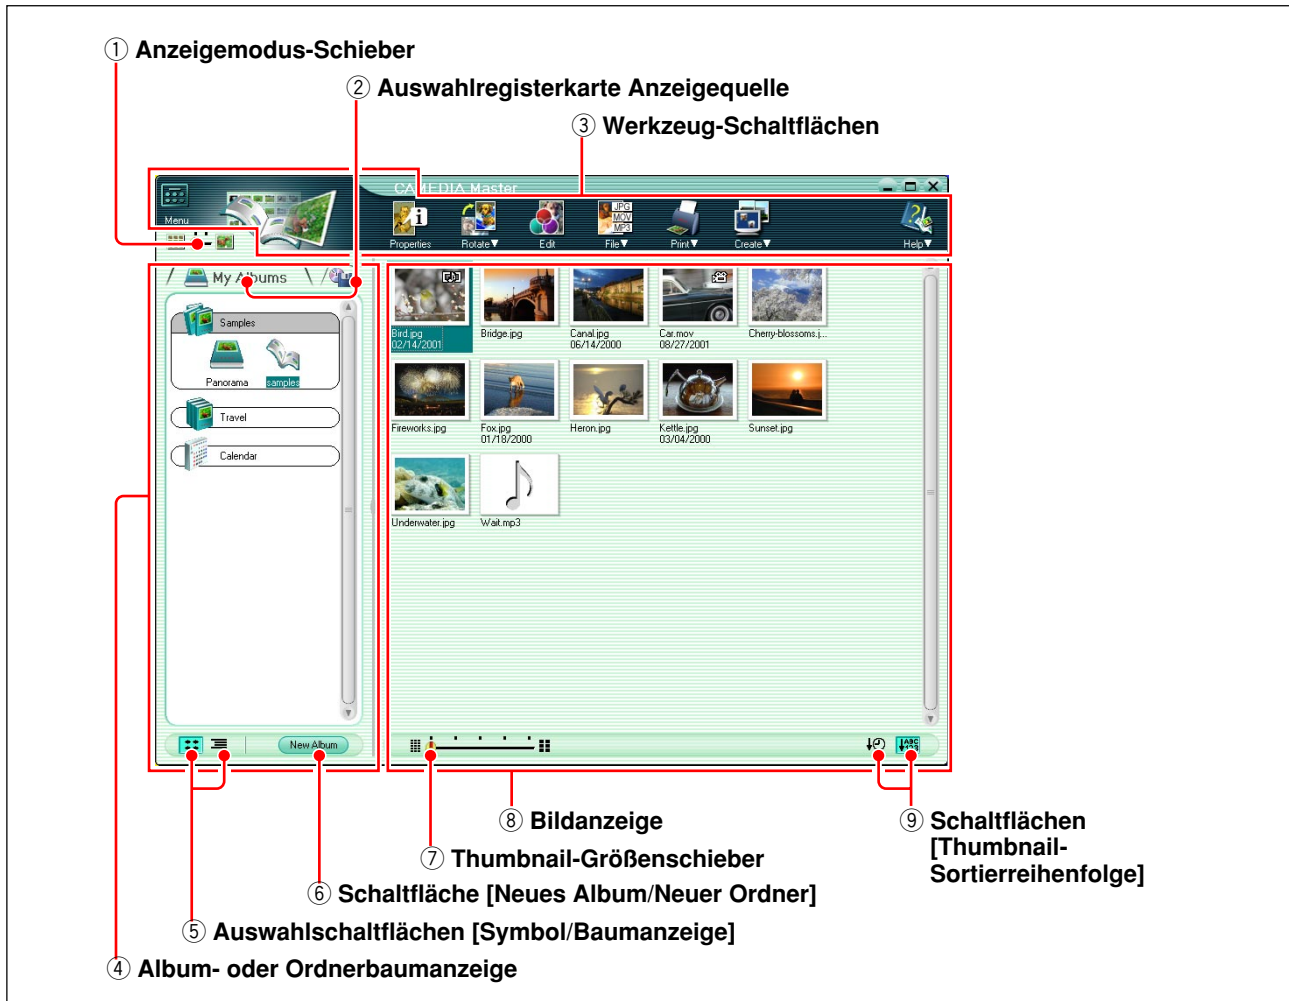 ① Anzeigemodus-Schieber
② Auswahlregisterkarte Anzeigequelle
③ Werkzeug-Schaltflächen
CAMEDIA Master
Menu
JPG
MOV
MP3
Properties Rotate▼ Edit File▼ Print▼ Create▼ Help▼
My Albums
Samples
Panorama samples
Travel
Calendar
Bird.jpg Bridge.jpg Canal.jpg Car.mov Cherry-blossoms.j...
02/14/2001 06/14/2000 08/27/2001
Fireworks.jpg Fox.jpg Heron.jpg Kettle.jpg Sunset.jpg
01/18/2000 03/04/2000
Underwater.jpg Wait.mp3
New Album
ABC
⑧ Bildanzeige
⑨ Schaltflächen
[Thumbnail-
Sortierreihenfolge]
⑦ Thumbnail-Größenschieber
⑥ Schaltfläche [Neues Album/Neuer Ordner]
⑤ Auswahlschaltflächen [Symbol/Baumanzeige]
④ Album- oder Ordnerbaumanzeige